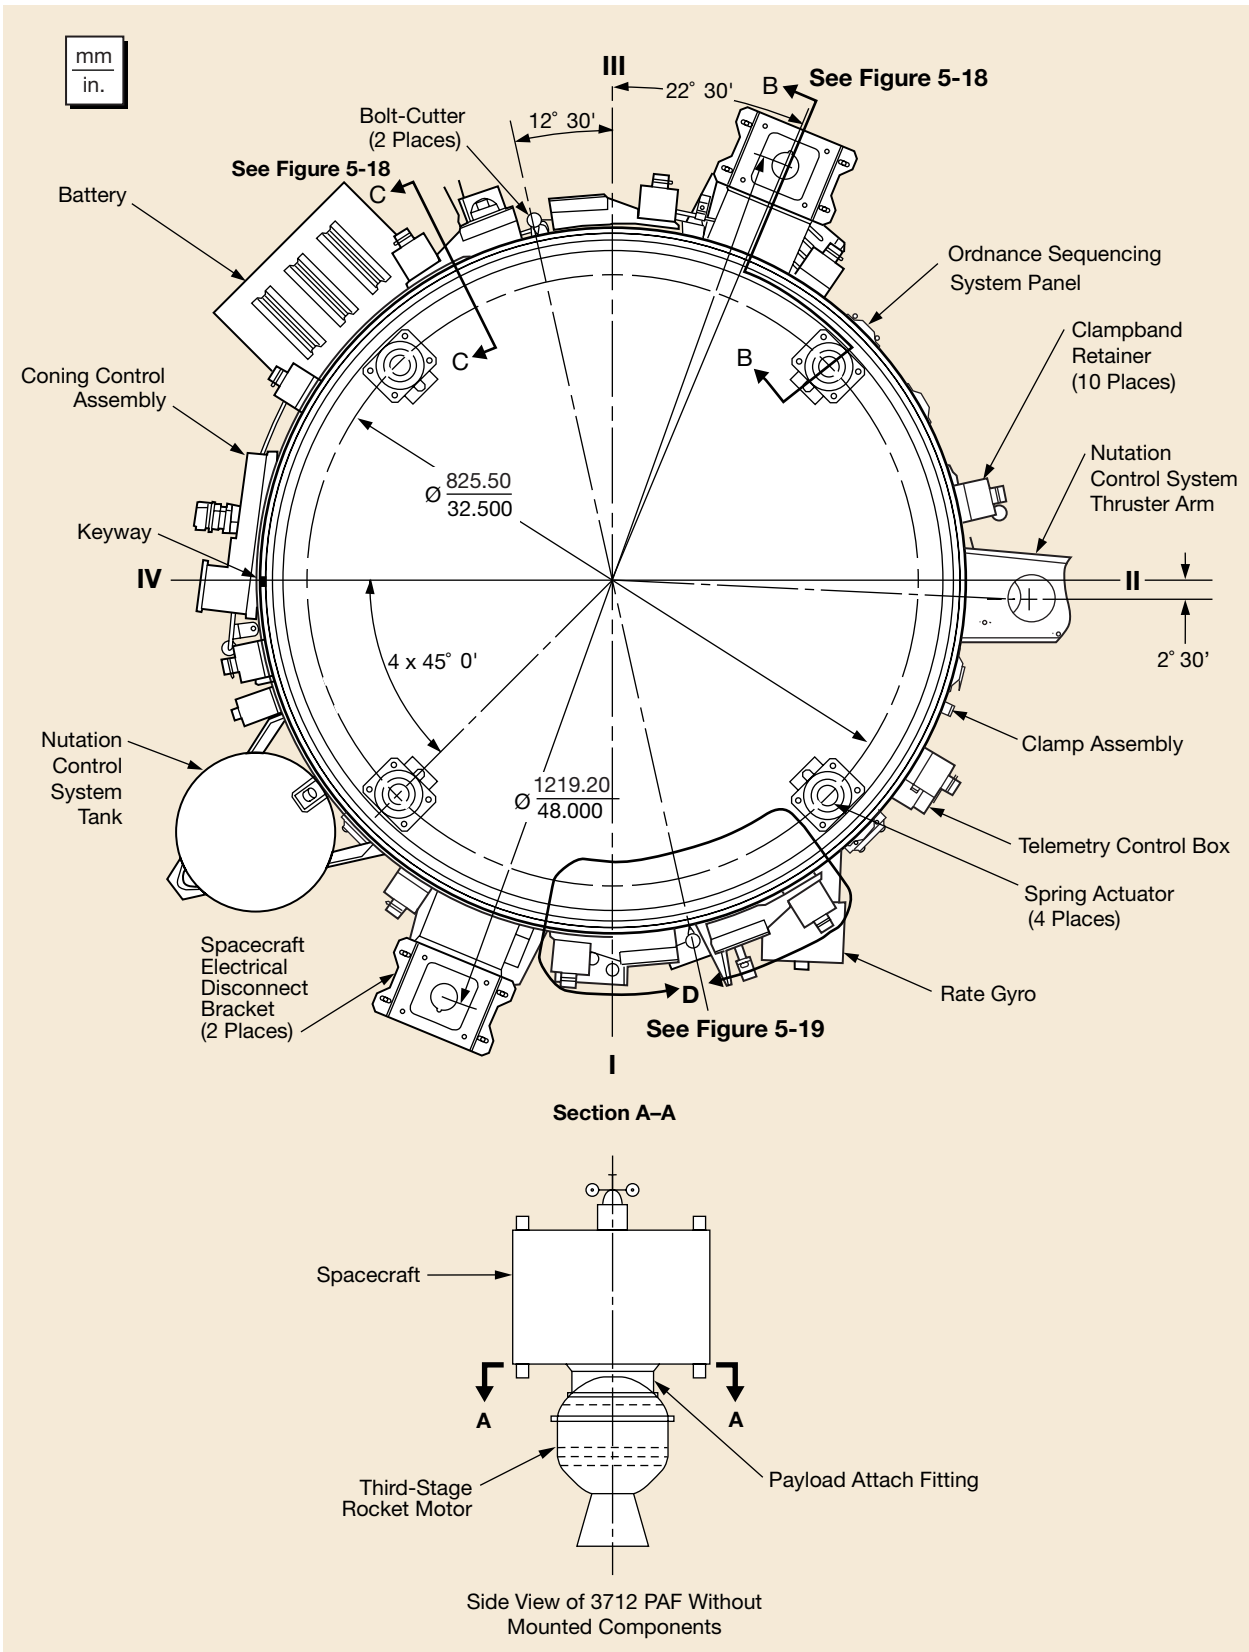 mm
in.
III
22° 30'
B
See Figure 5-18
Bolt-Cutter
(2 Places)
12° 30'
See Figure 5-18
C
Battery
Ordnance Sequencing
System Panel
Clampband
Retainer
(10 Places)
C
B
Coning Control
Assembly
Nutation
Control System
Thruster Arm
Ø 825.50
32.500
Keyway
IV
II
4 x 45° 0'
2° 30’
Nutation
Control
System
Tank
Clamp Assembly
Ø 1219.20
48.000
Telemetry Control Box
Spring Actuator
(4 Places)
Spacecraft
Electrical
Disconnect
Bracket
(2 Places)
D
Rate Gyro
See Figure 5-19
I
Section A–A
Spacecraft
A
A
Third-Stage
Rocket Motor
Payload Attach Fitting
Side View of 3712 PAF Without
Mounted Components